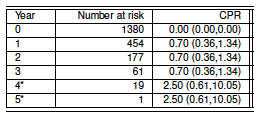 Year Number at risk CPR
0 1380 0.00 (0.00,0.00)
1 454 0.70 (0.36,1.34)
2 177 0.70 (0.36,1.34)
3 61 0.70 (0.36,1.34)
4* 19 2.50 (0.61,10.05)
5* 1 2.50 (0.61,10.05)